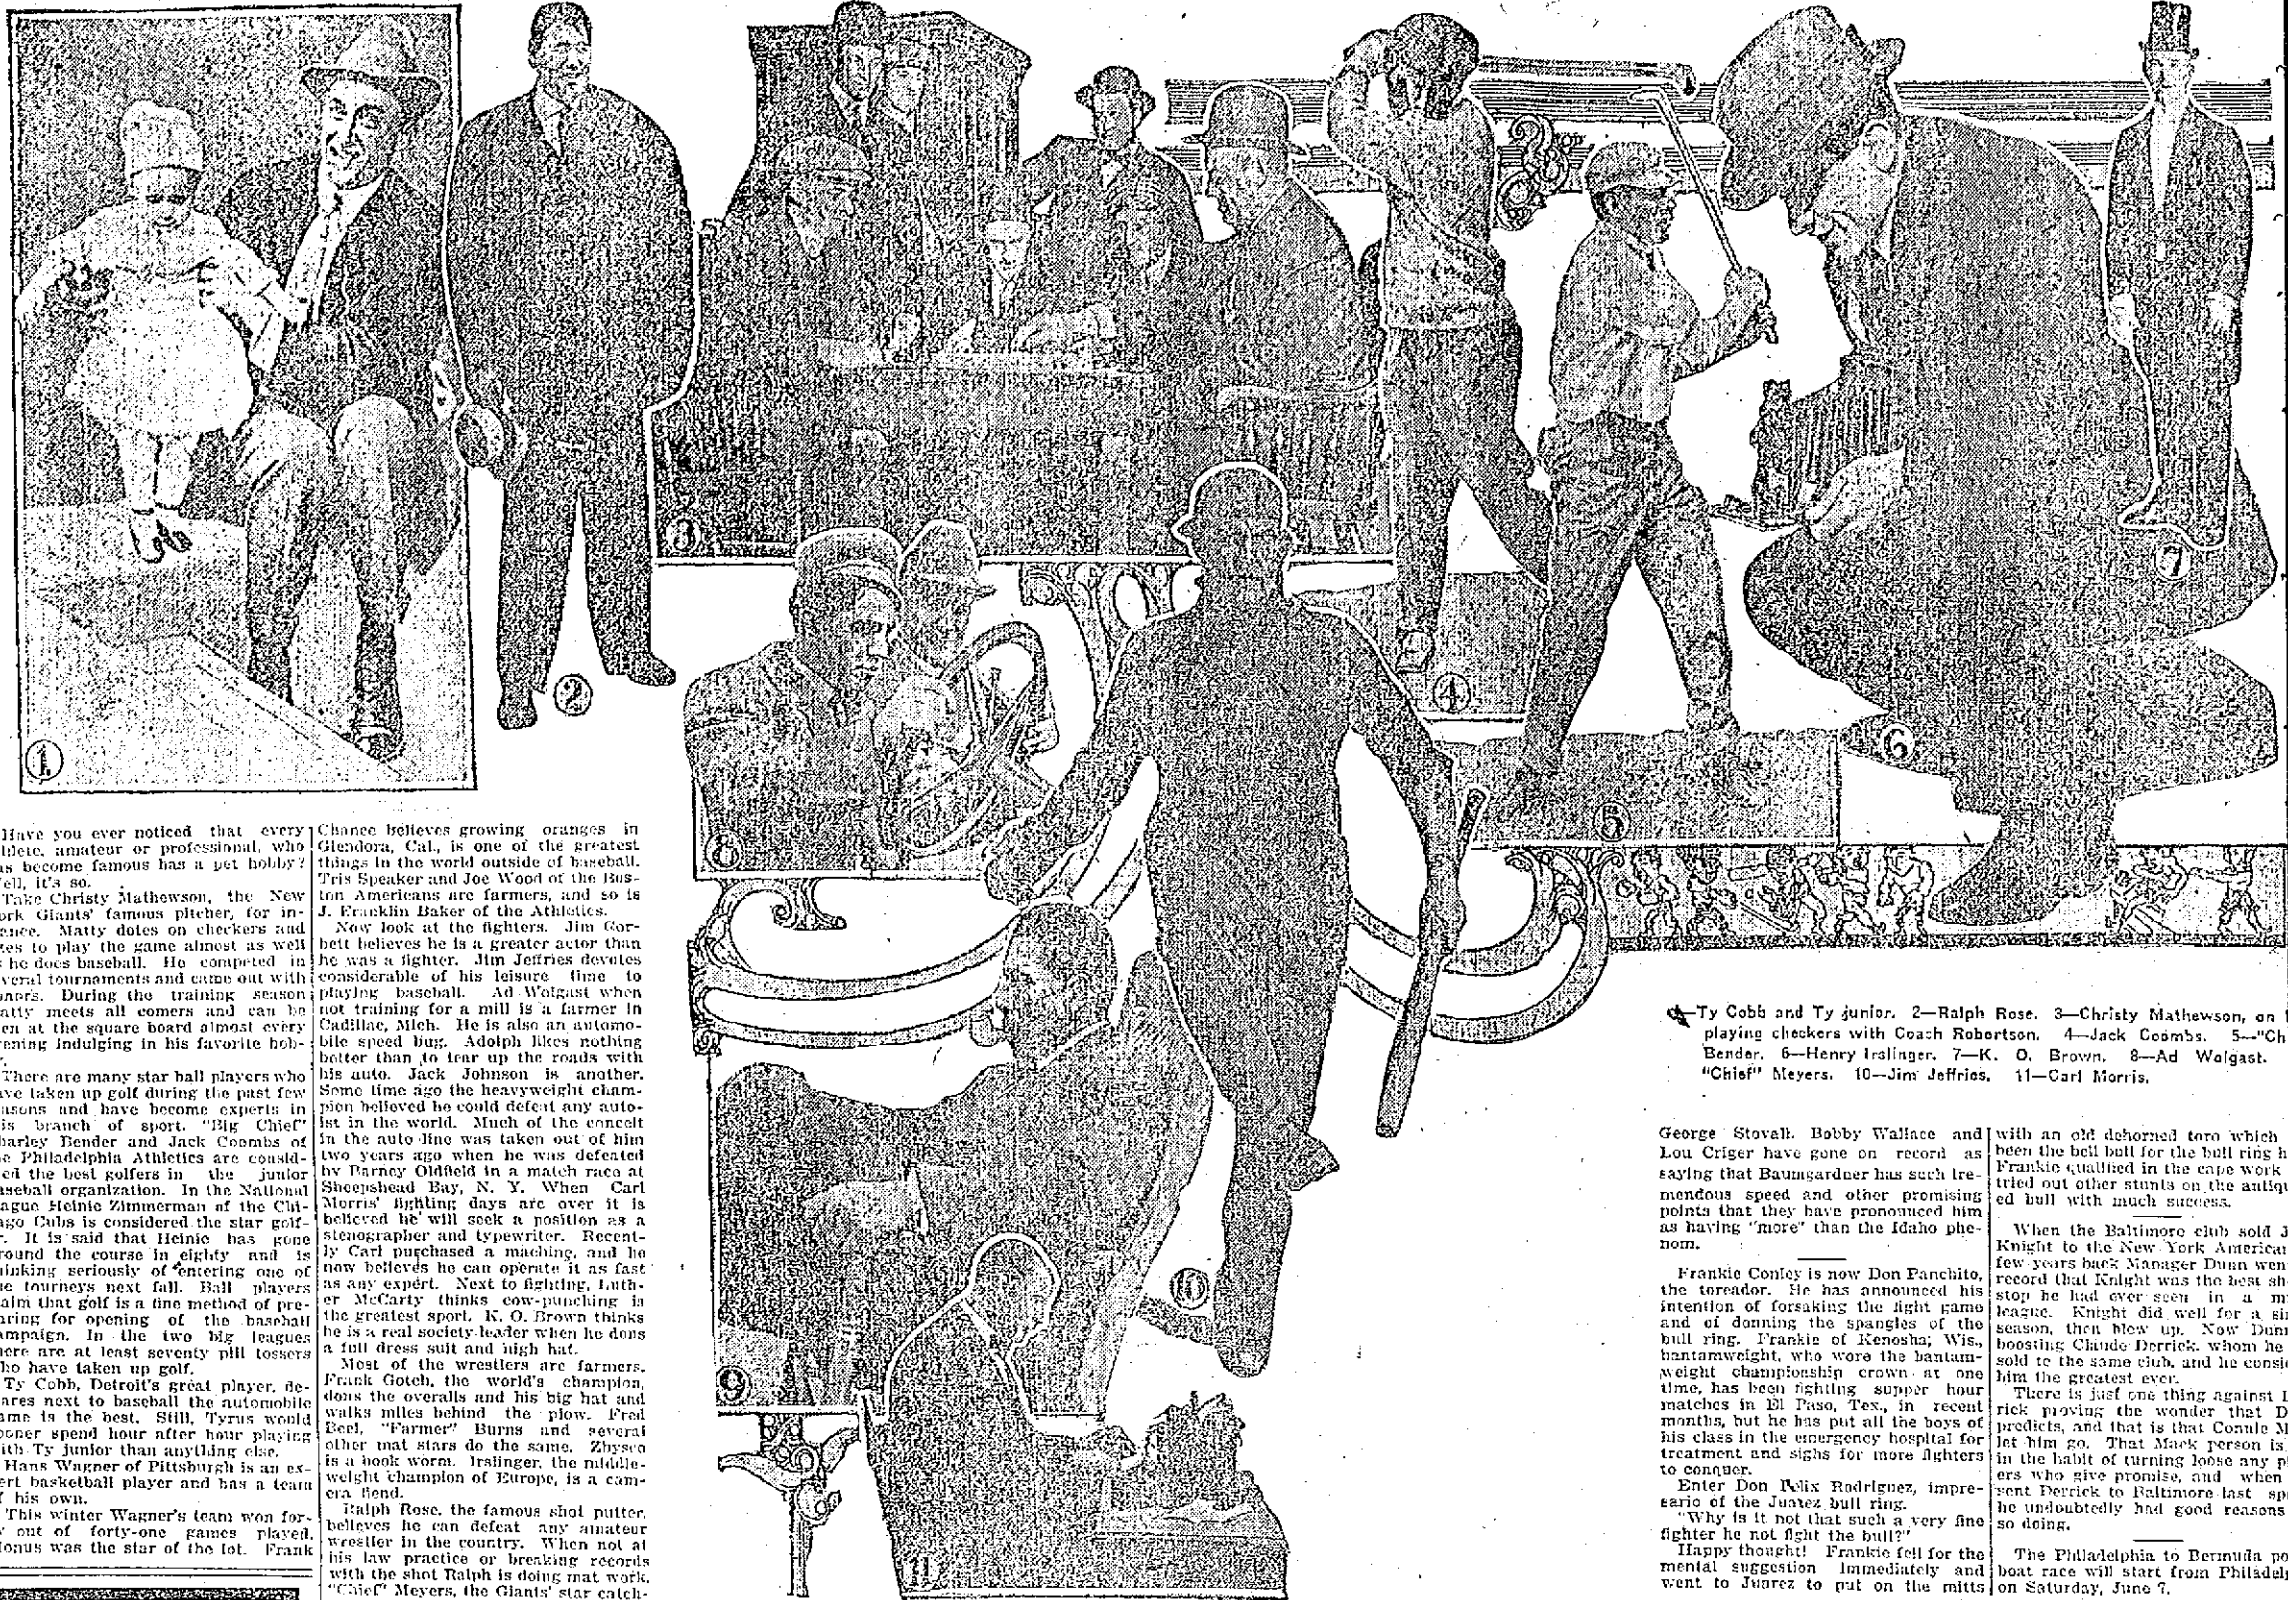 1
2
3
4
5
6
7
8
9
10
11
Have you ever noticed that every
hlete, amateur or professional, who
as become famous has a pet hobby?
ell, it's so.
Take Christy Mathewson, the New
ork Giants' famous pitcher, for in-
ance. Matty dotes on checkers and
es to play the game almost as well
he does baseball. He competed in
veral tournaments and came out with
nors. During the training season
atty meets all comers and can be
en at the square board almost every
ening indulging in his favorite hob-
There are many star ball players who
ave taken up golf during the past few
asons and have become experts in
is branch of sport. "Big Chief"
harley Bender and Jack Coombs of
e Philadelphia Athletics are consid-
ed the best golfers in the junior
aseball organization. In the National
ague Heinie Zimmerman of the Chi-
ago Cubs is considered the star golf-
r. It is said that Heinie has gone
round the course in eighty and is
inking seriously of entering one of
e tourneys next fall. Ball players
aim that golf is a fine method of pre-
aring for opening of the baseball
ampaign. In the two big leagues
here are at least seventy pill tossers
ho have taken up golf.
Ty Cobb, Detroit's great player, de-
ares next to baseball the automobile
ame is the best. Still, Tyrus would
oner spend hour after hour playing
ith Ty junior than anything else.
Hans Wagner of Pittsburgh is an ex-
ert basketball player and has a team
f his own.
This winter Wagner's team won for-
y out of forty-one games played.
onus was the star of the lot. Frank
Chance believes growing oranges in
Glendora, Cal., is one of the greatest
things in the world outside of baseball.
Tris Speaker and Joe Wood of the Bos-
ton Americans are farmers, and so is
J. Franklin Baker of the Athletics.
Now look at the fighters. Jim Cor-
bett believes he is a greater actor than
he was a fighter. Jim Jeffries devotes
considerable of his leisure time to
playing baseball. Ad Wolgast when
not training for a mill is a farmer in
Cadillac, Mich. He is also an automo-
bile speed bug. Adolph likes nothing
better than to tear up the roads with
his auto. Jack Johnson is another.
Some time ago the heavyweight cham-
pion believed he could defeat any auto-
ist in the world. Much of the conceit
in the auto line was taken out of him
two years ago when he was defeated
by Barney Oldfield in a match race at
Sheepshead Bay, N. Y. When Carl
Morris' fighting days are over it is
believed he will seek a position as a
stenographer and typewriter. Recent-
ly Carl purchased a machine, and he
now believes he can operate it as fast
as any expert. Next to fighting, Luth-
er McCarty thinks cow-punching is
the greatest sport. K. O. Brown thinks
he is a real society leader when he dons
a full dress suit and high hat.
Most of the wrestlers are farmers.
Frank Gotch, the world's champion,
dons the overalls and his big hat and
walks miles behind the plow. Fred
Beel, "Farmer" Burns and several
other mat stars do the same. Zbysco
is a book worm. Irslinger, the middle-
weight champion of Europe, is a cam-
era fiend.
Ralph Rose, the famous shot putter,
believes he can defeat any amateur
wrestler in the country. When not at
his law practice or breaking records
with the shot Ralph is doing mat work.
"Chief" Meyers, the Giants' star catch-
Ty Cobb and Ty junior. 2—Ralph Rose. 3—Christy Mathewson, on
playing checkers with Coach Robertson. 4—Jack Coombs. 5—"Ch
Bender. 6—Henry Irslinger. 7—K. O. Brown. 8—Ad Wolgast.
"Chief" Meyers. 10—Jim Jeffries. 11—Carl Morris.
George Stovall, Bobby Wallace and
Lou Criger have gone on record as
saying that Baumgardner has such tre-
mendous speed and other promising
points that they have pronounced him
as having "more" than the Idaho phe-
nom.
Frankie Conley is now Don Panchito,
the toreador. He has announced his
intention of forsaking the fight game
and of donning the spangles of the
bull ring. Frankie of Kenosha, Wis.,
bantamweight, who wore the bantam-
weight championship crown at one
time, has been fighting supper hour
matches in El Paso, Tex., in recent
months, but he has put all the boys of
his class in the emergency hospital for
treatment and sighs for more fighters
to conquer.
Enter Don Felix Rodriguez, impre-
sario of the Juarez bull ring.
"Why is it not that such a very fine
fighter he not fight the bull?"
Happy thought! Frankie fell for the
mental suggestion immediately and
went to Juarez to put on the mitts
with an old dehorned toro which
been the bell bull for the bull ring h
Frankie qualified in the cape work
tried out other stunts on the antiqu
ed bull with much success.
When the Baltimore club sold J
Knight to the New York American
few years back Manager Dunn wen
record that Knight was the best sh
stop he had ever seen in a m
league. Knight did well for a si
season, then blew up. Now Dunn
boosting Claude Derrick, whom he
sold to the same club, and he consi
him the greatest ever.
There is just one thing against
rick proving the wonder that D
predicts, and that is that Connie M
let him go. That Mack person is
in the habit of turning loose any p
ers who give promise, and when
sent Derrick to Baltimore last sp
he undoubtedly had good reasons
so doing.
The Philadelphia to Bermuda po
boat race will start from Philadel
on Saturday, June 7.